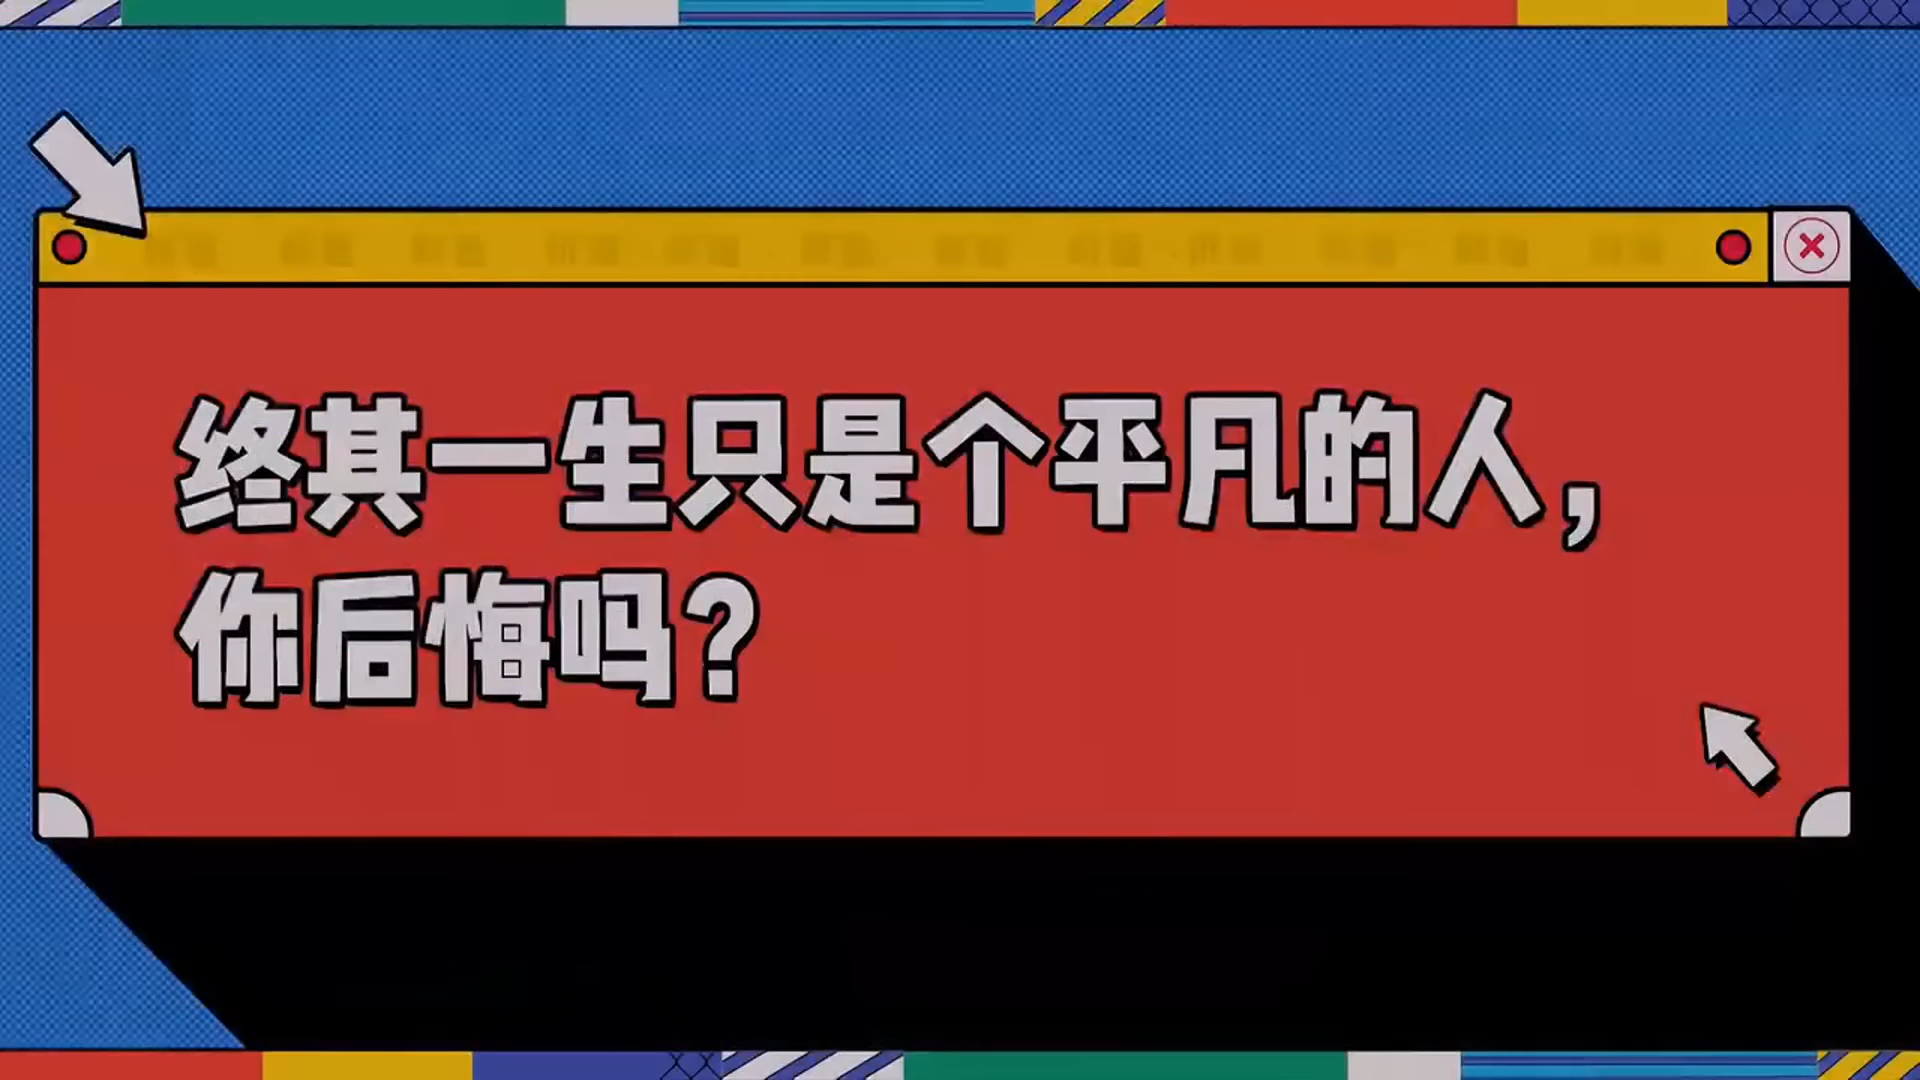 终其一生只是个平凡的人，
你后悔吗？